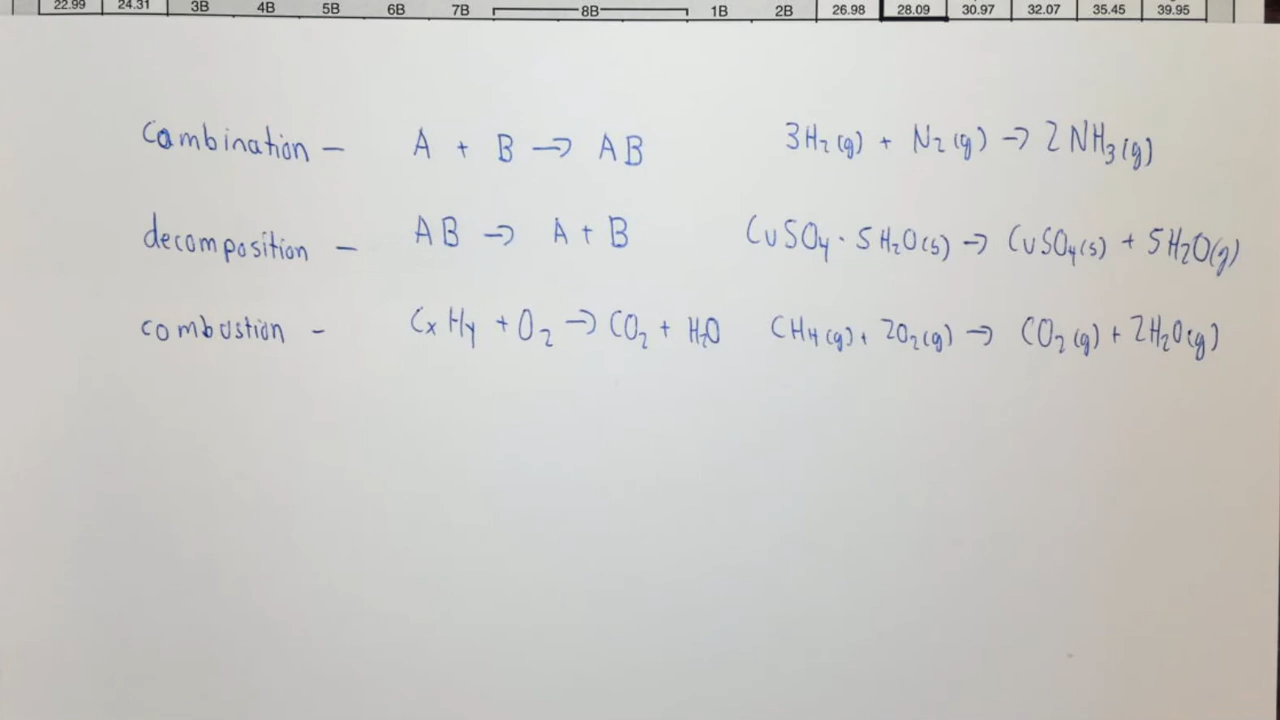 22.99 24.31 3B 4B 5B 6B 7B 8B 1B 2B 26.98 28.09 30.97 32.07 35.45 39.95
combination - A + B → AB 3H₂(g) + N₂(g) → 2NH₃(g)
decomposition - AB → A + B CuSO₄ · 5H₂O(s) → CuSO₄(s) + 5H₂O(g)
combustion - CxHy + O₂ → CO₂ + H₂O CH₄(g) + 2O₂(g) → CO₂(g) + 2H₂O(g)